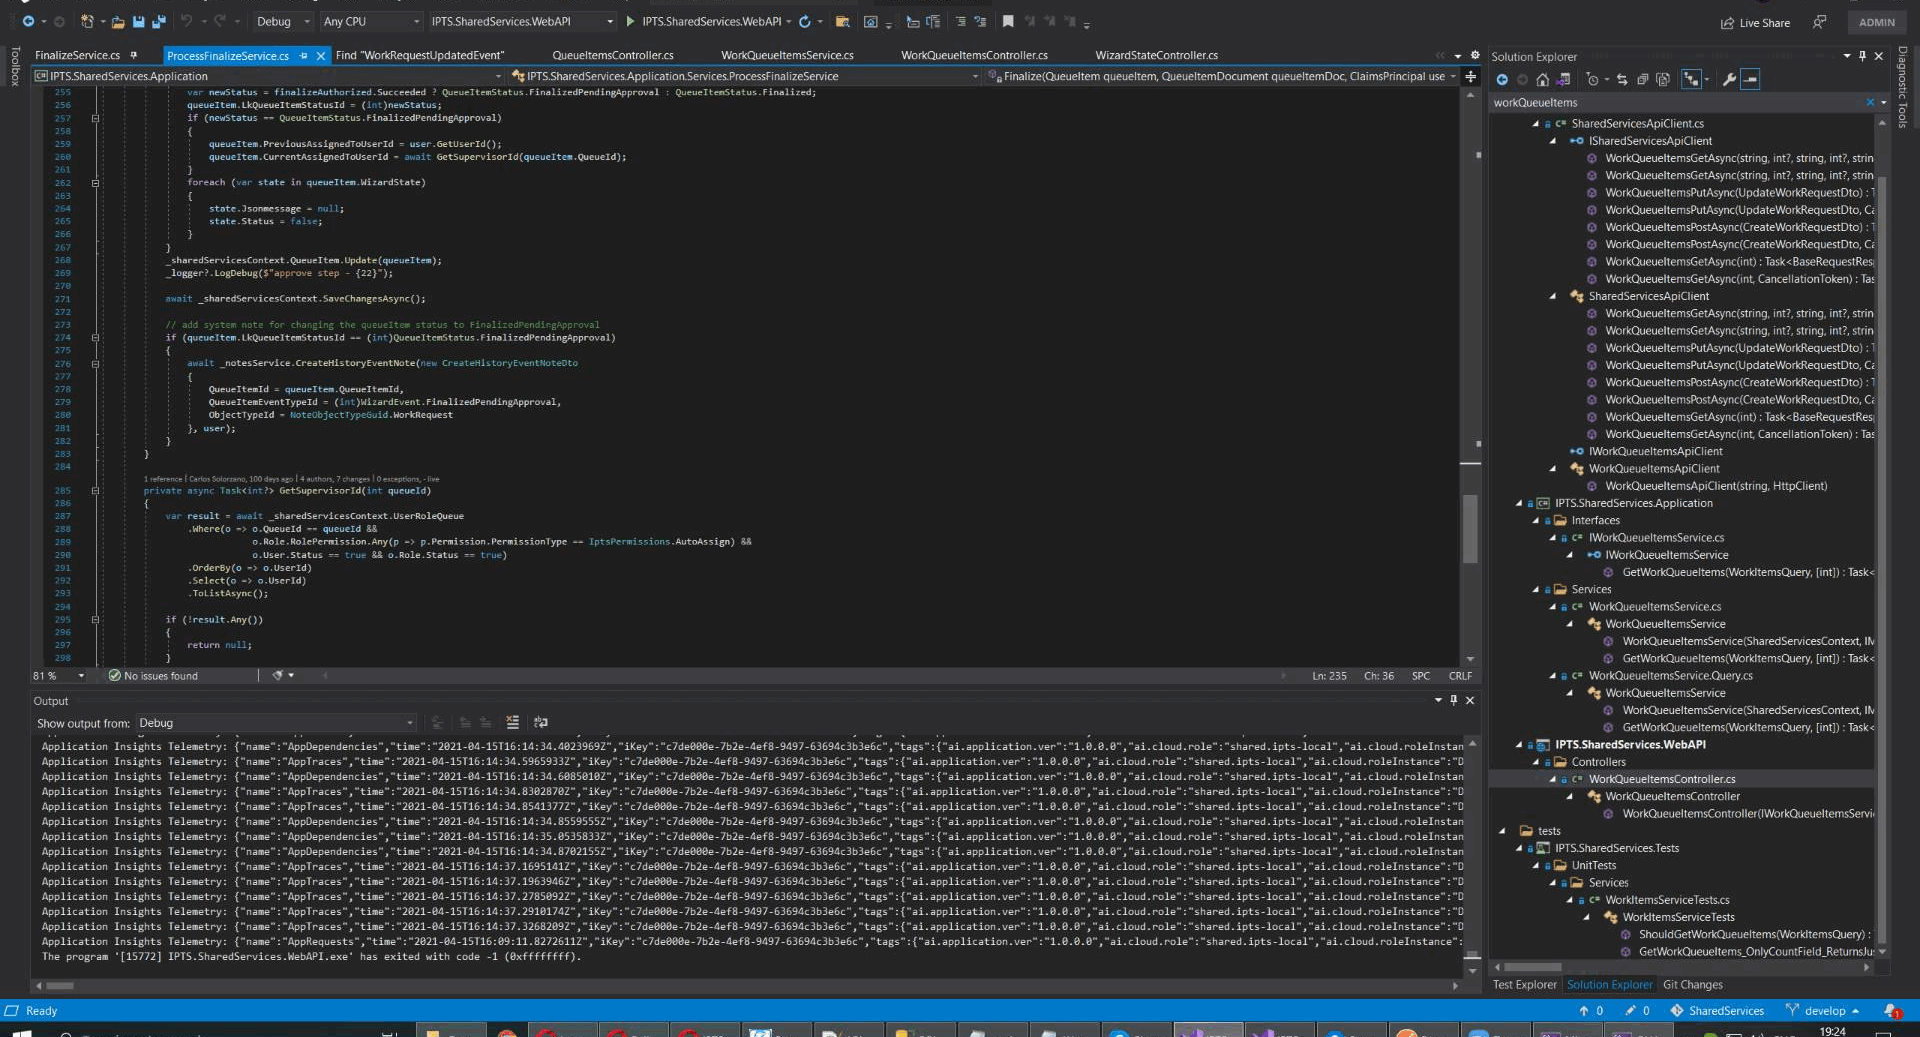 Debug
Any CPU
IPTS.SharedServices.WebAPI
IPTS.SharedServices.WebAPI
Live Share
ADMIN
Toolbox
FinalizeService.cs
ProcessFinalizeService.cs
Find "WorkRequestUpdatedEvent"
QueueItemsController.cs
WorkQueueItemsService.cs
WorkQueueItemsController.cs
WizardStateController.cs
IPTS.SharedServices.Application
IPTS.SharedServices.Application.Services.ProcessFinalizeService
Finalize(QueueItem queueItem, QueueItemDocument queueItemDoc, ClaimsPrincipal use
255 var newStatus = finalizeAuthorized.Succeeded ? QueueItemStatus.FinalizedPendingApproval : QueueItemStatus.Finalized;
256 queueItem.LkQueueItemStatusId = (int)newStatus;
257 if (newStatus == QueueItemStatus.FinalizedPendingApproval)
258 {
259 queueItem.PreviousAssignedToUserId = user.GetUserId();
260 queueItem.CurrentAssignedToUserId = await GetSupervisorId(queueItem.QueueId);
261 }
262 foreach (var state in queueItem.WizardState)
263 {
264 state.Jsonmessage = null;
265 state.Status = false;
266 }
267 }
268 _sharedServicesContext.QueueItem.Update(queueItem);
269 _logger?.LogDebug($"approve step - {22}");
270
271 await _sharedServicesContext.SaveChangesAsync();
272
273 // add system note for changing the queueItem status to FinalizedPendingApproval
274 if (queueItem.LkQueueItemStatusId == (int)QueueItemStatus.FinalizedPendingApproval)
275 {
276 await _notesService.CreateHistoryEventNote(new CreateHistoryEventNoteDto
277 {
278 QueueItemId = queueItem.QueueItemId,
279 QueueItemEventTypeId = (int)WizardEvent.FinalizedPendingApproval,
280 ObjectTypeId = NoteObjectTypeGuid.WorkRequest
281 }, user);
282 }
283 }
284
1 reference | Carlos Solorzano, 100 days ago | 4 authors, 7 changes | 0 exceptions, - live
285 private async Task<int?> GetSupervisorId(int queueId)
286 {
287 var result = await _sharedServicesContext.UserRoleQueue
288 .Where(o => o.QueueId == queueId &&
289 o.Role.RolePermission.Any(p => p.Permission.PermissionType == IptsPermissions.AutoAssign) &&
290 o.User.Status == true && o.Role.Status == true)
291 .OrderBy(o => o.UserId)
292 .Select(o => o.UserId)
293 .ToListAsync();
294
295 if (!result.Any())
296 {
297 return null;
298 }
81 %
No issues found
Ln: 235 Ch: 36 SPC CRLF
Output
Show output from: Debug
Application Insights Telemetry: {"name":"AppDependencies","time":"2021-04-15T16:14:34.4023969Z","iKey":"c7de000e-7b2e-4ef8-9497-63694c3b3e6c","tags":{"ai.application.ver":"1.0.0.0","ai.cloud.role":"shared.ipts-local","ai.cloud.roleInstan
Application Insights Telemetry: {"name":"AppTraces","time":"2021-04-15T16:14:34.5965933Z","iKey":"c7de000e-7b2e-4ef8-9497-63694c3b3e6c","tags":{"ai.application.ver":"1.0.0.0","ai.cloud.role":"shared.ipts-local","ai.cloud.roleInstance":"D
Application Insights Telemetry: {"name":"AppDependencies","time":"2021-04-15T16:14:34.6085010Z","iKey":"c7de000e-7b2e-4ef8-9497-63694c3b3e6c","tags":{"ai.application.ver":"1.0.0.0","ai.cloud.role":"shared.ipts-local","ai.cloud.roleInstan
Application Insights Telemetry: {"name":"AppTraces","time":"2021-04-15T16:14:34.8302870Z","iKey":"c7de000e-7b2e-4ef8-9497-63694c3b3e6c","tags":{"ai.application.ver":"1.0.0.0","ai.cloud.role":"shared.ipts-local","ai.cloud.roleInstance":"D
Application Insights Telemetry: {"name":"AppTraces","time":"2021-04-15T16:14:34.8541377Z","iKey":"c7de000e-7b2e-4ef8-9497-63694c3b3e6c","tags":{"ai.application.ver":"1.0.0.0","ai.cloud.role":"shared.ipts-local","ai.cloud.roleInstance":"D
Application Insights Telemetry: {"name":"AppDependencies","time":"2021-04-15T16:14:34.8559555Z","iKey":"c7de000e-7b2e-4ef8-9497-63694c3b3e6c","tags":{"ai.application.ver":"1.0.0.0","ai.cloud.role":"shared.ipts-local","ai.cloud.roleInstan
Application Insights Telemetry: {"name":"AppTraces","time":"2021-04-15T16:14:35.0535833Z","iKey":"c7de000e-7b2e-4ef8-9497-63694c3b3e6c","tags":{"ai.application.ver":"1.0.0.0","ai.cloud.role":"shared.ipts-local","ai.cloud.roleInstance":"D
Application Insights Telemetry: {"name":"AppDependencies","time":"2021-04-15T16:14:34.8702155Z","iKey":"c7de000e-7b2e-4ef8-9497-63694c3b3e6c","tags":{"ai.application.ver":"1.0.0.0","ai.cloud.role":"shared.ipts-local","ai.cloud.roleInstan
Application Insights Telemetry: {"name":"AppTraces","time":"2021-04-15T16:14:37.1695141Z","iKey":"c7de000e-7b2e-4ef8-9497-63694c3b3e6c","tags":{"ai.application.ver":"1.0.0.0","ai.cloud.role":"shared.ipts-local","ai.cloud.roleInstance":"D
Application Insights Telemetry: {"name":"AppTraces","time":"2021-04-15T16:14:37.1963946Z","iKey":"c7de000e-7b2e-4ef8-9497-63694c3b3e6c","tags":{"ai.application.ver":"1.0.0.0","ai.cloud.role":"shared.ipts-local","ai.cloud.roleInstance":"D
Application Insights Telemetry: {"name":"AppTraces","time":"2021-04-15T16:14:37.2785092Z","iKey":"c7de000e-7b2e-4ef8-9497-63694c3b3e6c","tags":{"ai.application.ver":"1.0.0.0","ai.cloud.role":"shared.ipts-local","ai.cloud.roleInstance":"D
Application Insights Telemetry: {"name":"AppTraces","time":"2021-04-15T16:14:37.2910174Z","iKey":"c7de000e-7b2e-4ef8-9497-63694c3b3e6c","tags":{"ai.application.ver":"1.0.0.0","ai.cloud.role":"shared.ipts-local","ai.cloud.roleInstance":"D
Application Insights Telemetry: {"name":"AppTraces","time":"2021-04-15T16:14:37.3268209Z","iKey":"c7de000e-7b2e-4ef8-9497-63694c3b3e6c","tags":{"ai.application.ver":"1.0.0.0","ai.cloud.role":"shared.ipts-local","ai.cloud.roleInstance":"D
Application Insights Telemetry: {"name":"AppRequests","time":"2021-04-15T16:09:11.8272611Z","iKey":"c7de000e-7b2e-4ef8-9497-63694c3b3e6c","tags":{"ai.application.ver":"1.0.0.0","ai.cloud.role":"shared.ipts-local","ai.cloud.roleInstance":
The program '[15772] IPTS.SharedServices.WebAPI.exe' has exited with code -1 (0xffffffff).
Solution Explorer
workQueueItems
SharedServicesApiClient.cs
ISharedServicesApiClient
WorkQueueItemsGetAsync(string, int?, string, int?, strin
WorkQueueItemsGetAsync(string, int?, string, int?, strin
WorkQueueItemsPutAsync(UpdateWorkRequestDto) : T
WorkQueueItemsPutAsync(UpdateWorkRequestDto, Ca
WorkQueueItemsPostAsync(CreateWorkRequestDto) : T
WorkQueueItemsPostAsync(CreateWorkRequestDto, Ca
WorkQueueItemsGetAsync(int) : Task<BaseRequestRes
WorkQueueItemsGetAsync(int, CancellationToken) : Tas
SharedServicesApiClient
WorkQueueItemsGetAsync(string, int?, string, int?, strin
WorkQueueItemsGetAsync(string, int?, string, int?, strin
WorkQueueItemsPutAsync(UpdateWorkRequestDto) : T
WorkQueueItemsPutAsync(UpdateWorkRequestDto, Ca
WorkQueueItemsPostAsync(CreateWorkRequestDto) : T
WorkQueueItemsPostAsync(CreateWorkRequestDto, Ca
WorkQueueItemsGetAsync(int) : Task<BaseRequestRes
WorkQueueItemsGetAsync(int, CancellationToken) : Tas
IWorkQueueItemsApiClient
WorkQueueItemsApiClient
WorkQueueItemsApiClient(string, HttpClient)
IPTS.SharedServices.Application
Interfaces
IWorkQueueItemsService.cs
IWorkQueueItemsService
GetWorkQueueItems(WorkItemsQuery, [int]) : Task<
Services
WorkQueueItemsService.cs
WorkQueueItemsService
WorkQueueItemsService(SharedServicesContext, IM
GetWorkQueueItems(WorkItemsQuery, [int]) : Task<
WorkQueueItemsService.Query.cs
WorkQueueItemsService
WorkQueueItemsService(SharedServicesContext, IM
GetWorkQueueItems(WorkItemsQuery, [int]) : Task<
IPTS.SharedServices.WebAPI
Controllers
WorkQueueItemsController.cs
WorkQueueItemsController
WorkQueueItemsController(IWorkQueueItemsServi
tests
IPTS.SharedServices.Tests
UnitTests
Services
WorkItemsServiceTests.cs
WorkItemsServiceTests
ShouldGetWorkQueueItems(WorkItemsQuery) :
GetWorkQueueItems_OnlyCountField_ReturnsJus
Test Explorer Solution Explorer Git Changes
Diagnostic Tools
Ready
0 0 SharedServices develop 1
19:24